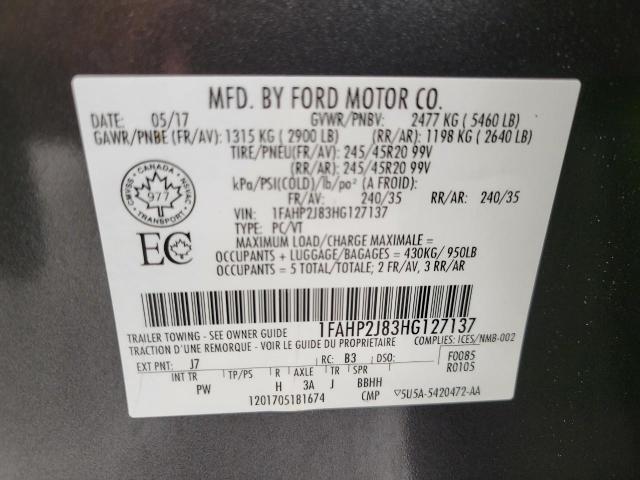 MFD. BY FORD MOTOR CO.
DATE: 05/17 GVWR/PNBV: 2477 KG ( 5460 LB)
GAWR/PNBE (FR/AV): 1315 KG ( 2900 LB) (RR/AR): 1198 KG ( 2640 LB)
TIRE/PNEU(FR/AV): 245/45R20 99V
(RR/AR): 245/45R20 99V
kPa/PSI(COLD)/lb/po² (A FROID):
FR/AV: 240/35 RR/AR: 240/35
VIN: 1FAHP2J83HG127137
TYPE: PC/VT
MAXIMUM LOAD/CHARGE MAXIMALE =
OCCUPANTS + LUGGAGE/BAGAGES = 430KG/ 950LB
OCCUPANTS = 5 TOTAL/TOTALE; 2 FR/AV, 3 RR/AR
CANADA
977
TRANSPORT
EC
1FAHP2J83HG127137
TRAILER TOWING - SEE OWNER GUIDE COMPLIES: ICES/NMB-002
TRACTION D'UNE REMORQUE - VOIR LE GUIDE DU PROPRIETAIRE
EXT PNT: J7 RC: B3 DSO: F0085
R0105
INT TR TP/PS R AXLE TR SPR
PW H 3A J BBHH
1201705181674 CMP 5U5A-5420472-AA